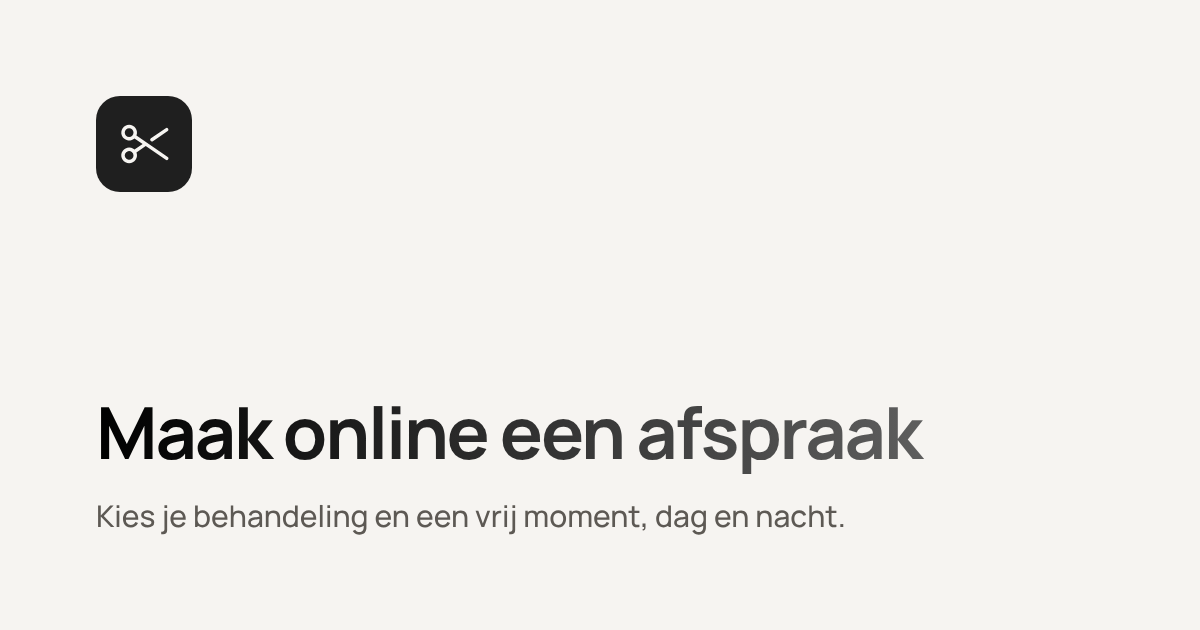 Maak online een afspraak
Kies je behandeling en een vrij moment, dag en nacht.